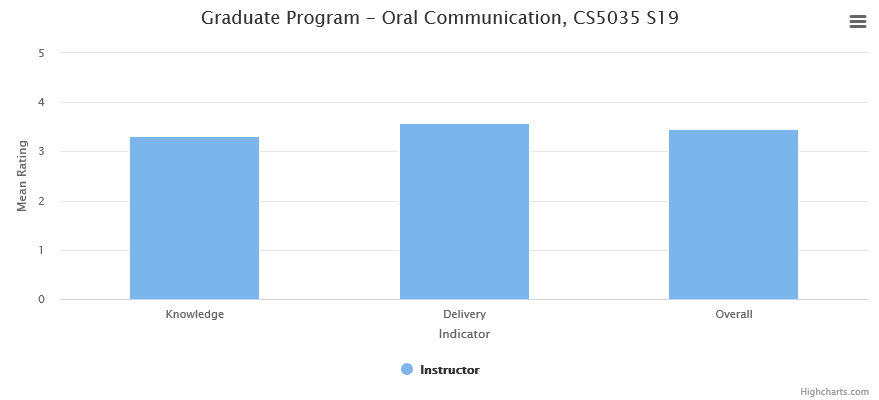 Graduate Program - Oral Communication, CS5035 S19
5
4
3
2
1
0
Mean Rating
Knowledge
Delivery
Overall
Indicator
Instructor
Highcharts.com